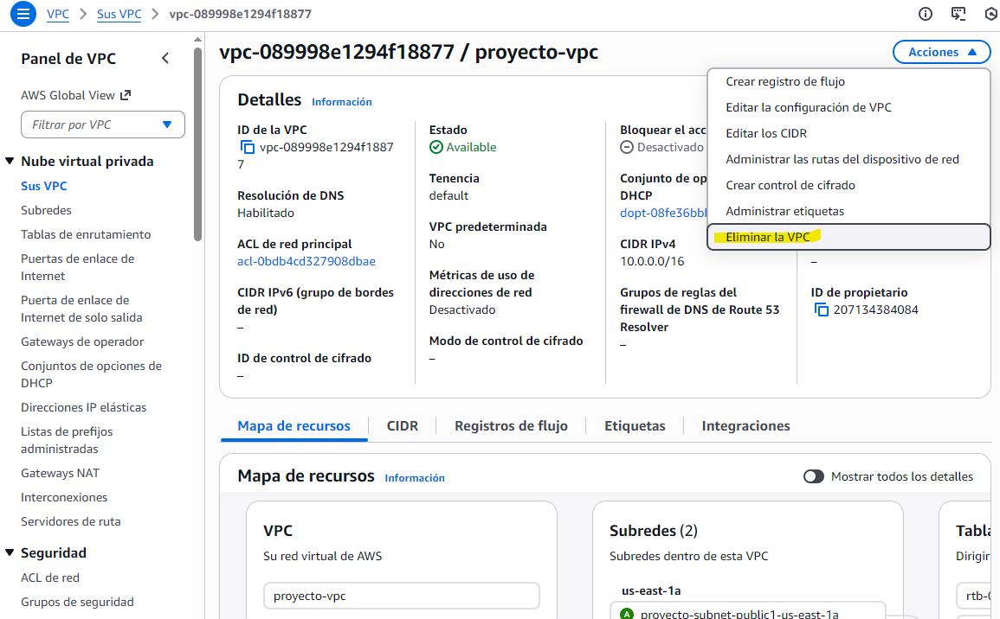 VPC > Sus VPC > vpc-089998e1294f18877
Panel de VPC
AWS Global View
Filtrar por VPC
Nube virtual privada
Sus VPC
Subredes
Tablas de enrutamiento
Puertas de enlace de
Internet
Puerta de enlace de
Internet de solo salida
Gateways de operador
Conjuntos de opciones de
DHCP
Direcciones IP elásticas
Listas de prefijos
administradas
Gateways NAT
Interconexiones
Servidores de ruta
Seguridad
ACL de red
Grupos de seguridad
vpc-089998e1294f18877 / proyecto-vpc
Acciones
Crear registro de flujo
Editar la configuración de VPC
Editar los CIDR
Administrar las rutas del dispositivo de red
Crear control de cifrado
Administrar etiquetas
Eliminar la VPC
Detalles
Información
ID de la VPC
vpc-089998e1294f1887
7
Resolución de DNS
Habilitado
ACL de red principal
acl-0bdb4cd327908dbae
CIDR IPv6 (grupo de bordes
de red)
–
ID de control de cifrado
–
Estado
Available
Tenencia
default
VPC predeterminada
No
Métricas de uso de
direcciones de red
Desactivado
Modo de control de cifrado
–
Bloquear el acc
Desactivado
Conjunto de op
DHCP
dopt-08fe36bb
CIDR IPv4
10.0.0.0/16
Grupos de reglas del
firewall de DNS de Route 53
Resolver
–
–
ID de propietario
207134384084
Mapa de recursos
CIDR
Registros de flujo
Etiquetas
Integraciones
Mapa de recursos
Información
Mostrar todos los detalles
VPC
Su red virtual de AWS
proyecto-vpc
Subredes (2)
Subredes dentro de esta VPC
us-east-1a
A
proyecto-subnet-public1-us-east-1a
Tabla
Dirigir
rtb-0